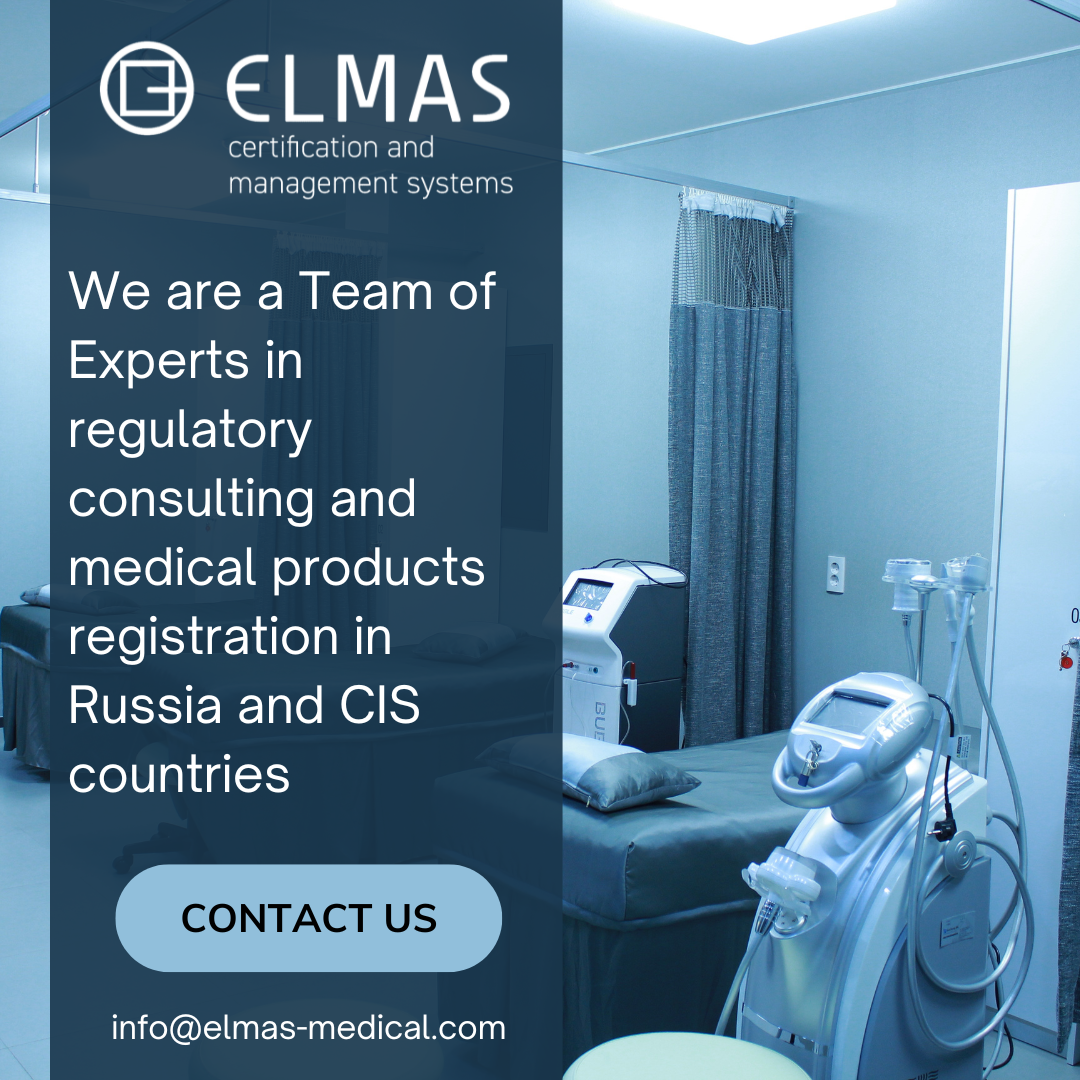 ELMAS
certification and
management systems
We are a Team of
Experts in
regulatory
consulting and
medical products
registration in
Russia and CIS
countries
CONTACT US
info@elmas-medical.com